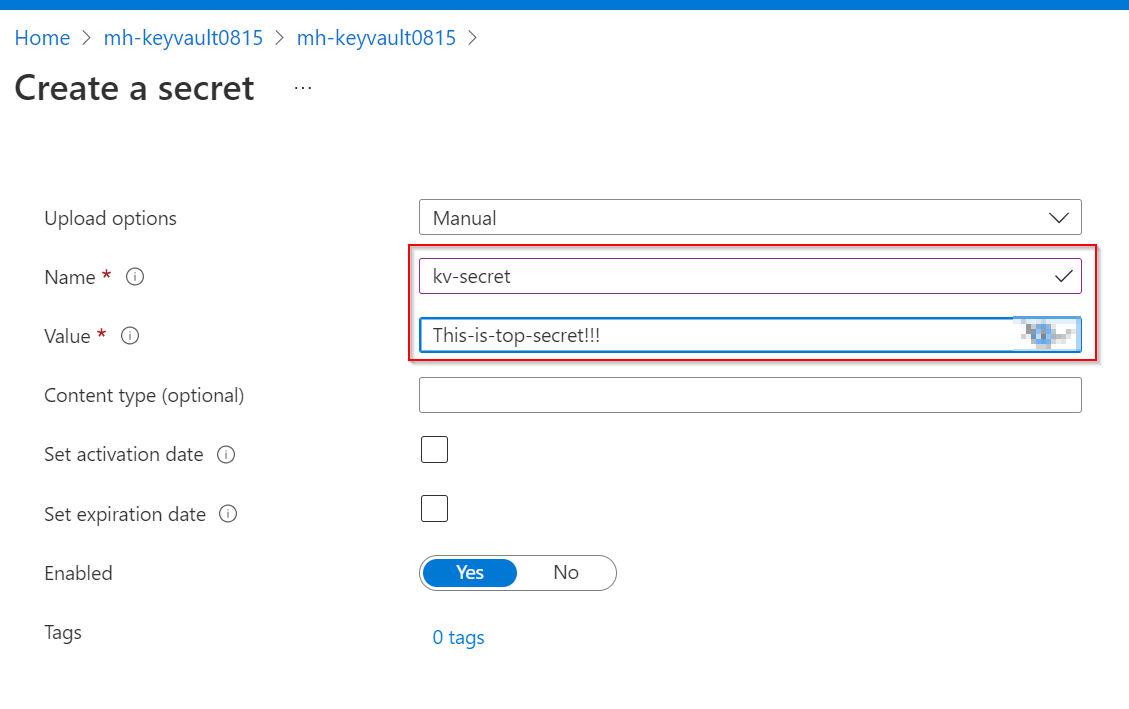 Home > mh-keyvault0815 > mh-keyvault0815 >
Create a secret ...
Upload options Manual
Name * kv-secret
Value * This-is-top-secret!!!
Content type (optional)
Set activation date
Set expiration date
Enabled Yes No
Tags 0 tags